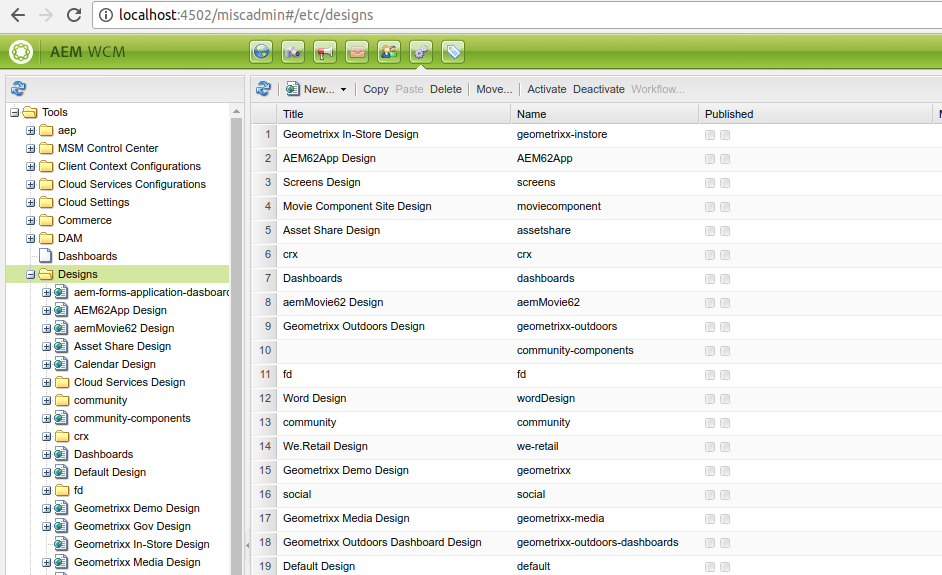 localhost:4502/miscadmin#/etc/designs
AEM WCM
New... Copy Paste Delete Move... Activate Deactivate Workflow...
Tools
aep
MSM Control Center
Client Context Configurations
Cloud Services Configurations
Cloud Settings
Commerce
DAM
Dashboards
Designs
aem-forms-application-dasboard
AEM62App Design
aemMovie62 Design
Asset Share Design
Calendar Design
Cloud Services Design
community
community-components
crx
Dashboards
Default Design
fd
Geometrixx Demo Design
Geometrixx Gov Design
Geometrixx In-Store Design
Geometrixx Media Design
Title Name Published
1 Geometrixx In-Store Design geometrixx-instore
2 AEM62App Design AEM62App
3 Screens Design screens
4 Movie Component Site Design moviecomponent
5 Asset Share Design assetshare
6 crx crx
7 Dashboards dashboards
8 aemMovie62 Design aemMovie62
9 Geometrixx Outdoors Design geometrixx-outdoors
10 community-components
11 fd fd
12 Word Design wordDesign
13 community community
14 We.Retail Design we-retail
15 Geometrixx Demo Design geometrixx
16 social social
17 Geometrixx Media Design geometrixx-media
18 Geometrixx Outdoors Dashboard Design geometrixx-outdoors-dashboards
19 Default Design default